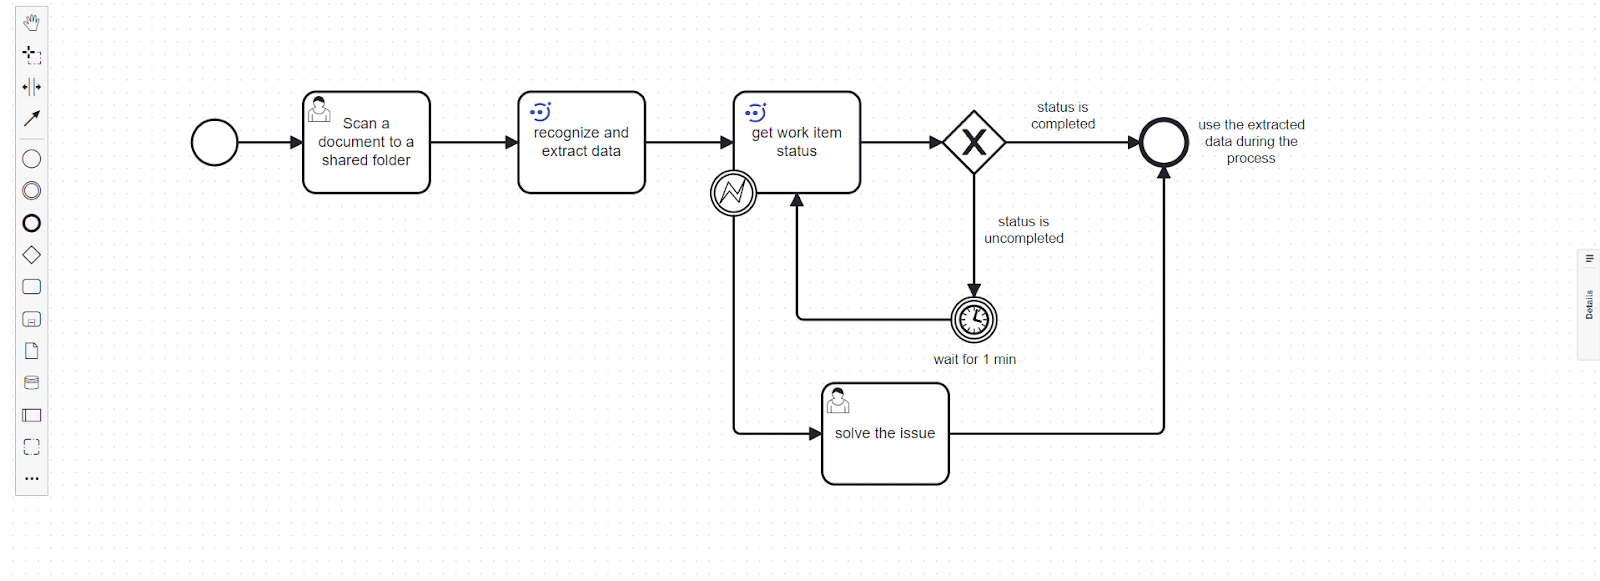 Scan a
document to a
shared folder
recognize and
extract data
get work item
status
status is
completed
use the extracted
data during the
process
status is
uncompleted
wait for 1 min
solve the issue
Details